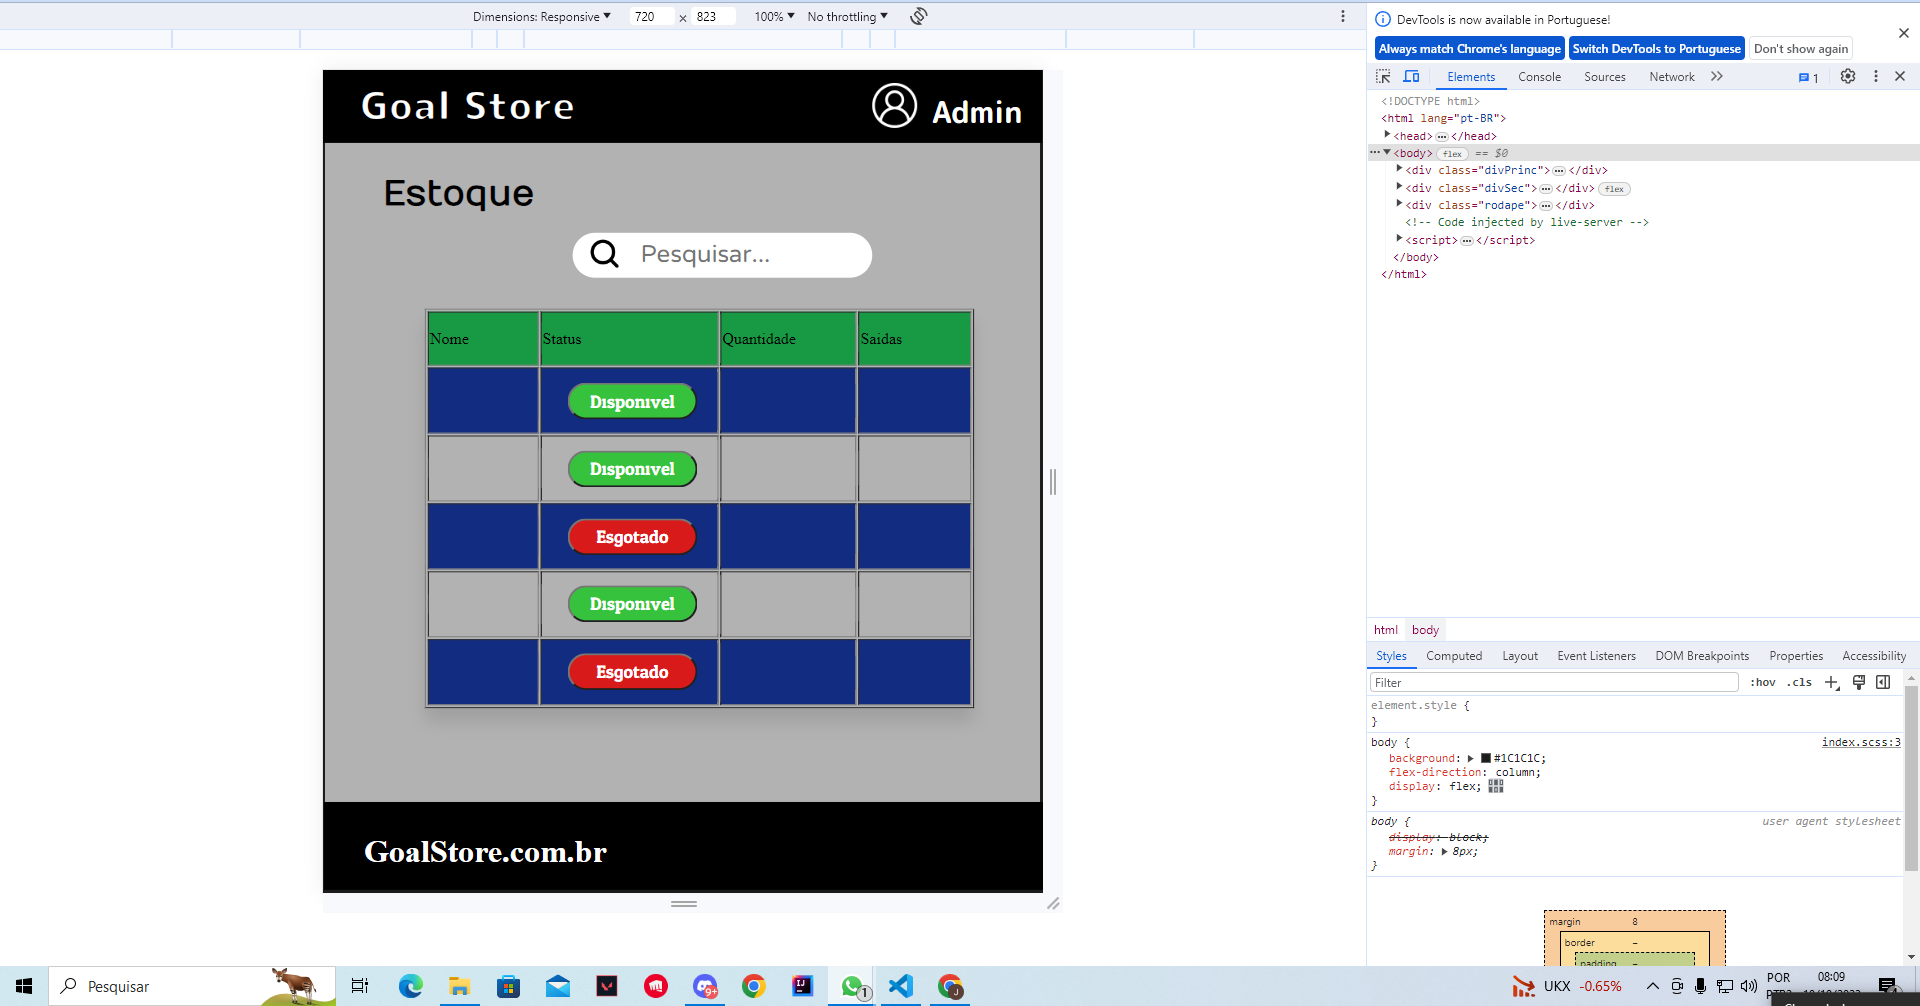 Dimensions: Responsive 720 × 823 100% No throttling
Goal Store
Admin
Estoque
Pesquisar...
Nome Status Quantidade Saidas
Disponivel
Disponivel
Esgotado
Disponivel
Esgotado
GoalStore.com.br
DevTools is now available in Portuguese!
Always match Chrome's language Switch DevTools to Portuguese Don't show again
Elements Console Sources Network 1
<!DOCTYPE html>
<html lang="pt-BR">
<head> </head>
<body> flex == $0
<div class="divPrinc"> </div>
<div class="divSec"> </div> flex
<div class="rodape"> </div>
<!-- Code injected by live-server -->
<script> </script>
</body>
</html>
html body
Styles Computed Layout Event Listeners DOM Breakpoints Properties Accessibility
Filter :hov .cls
element.style {
}
body { index.scss:3
background: #1C1C1C;
flex-direction: column;
display: flex;
}
body { user agent stylesheet
display: block;
margin: 8px;
}
margin 8
border –
padding –
Pesquisar
9+
1
UKX -0.65%
POR
08:09